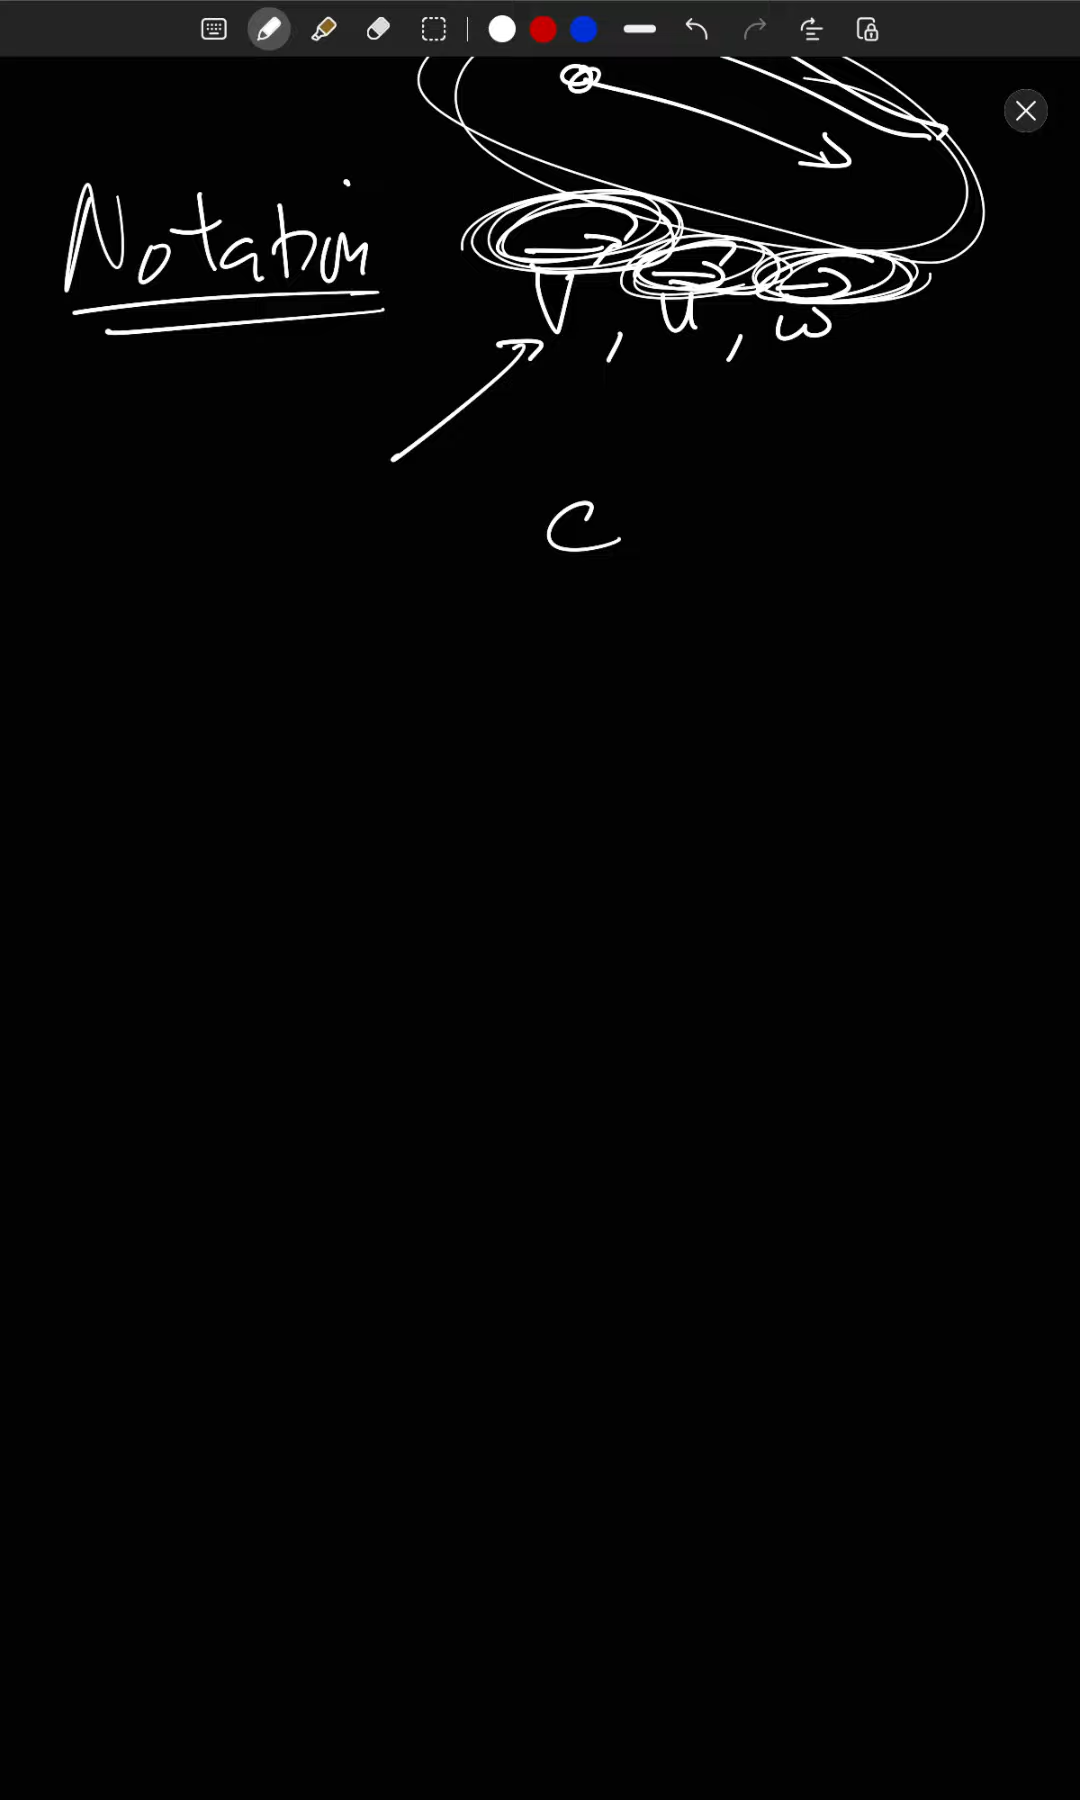 Notation
v⃗, u⃗, w⃗
C